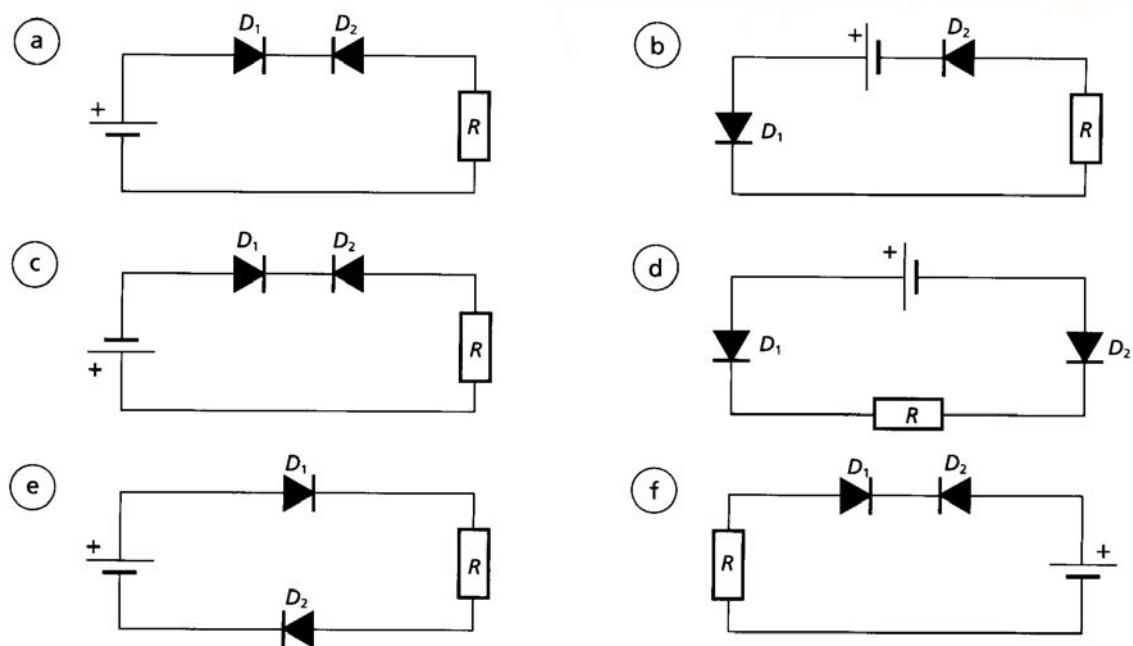 a
D₁ D₂
+
R
b
+ D₂
D₁
R
c
D₁ D₂
+
R
d
+
D₁
D₂
R
e
D₁
+
R
D₂
f
D₁ D₂
R
+